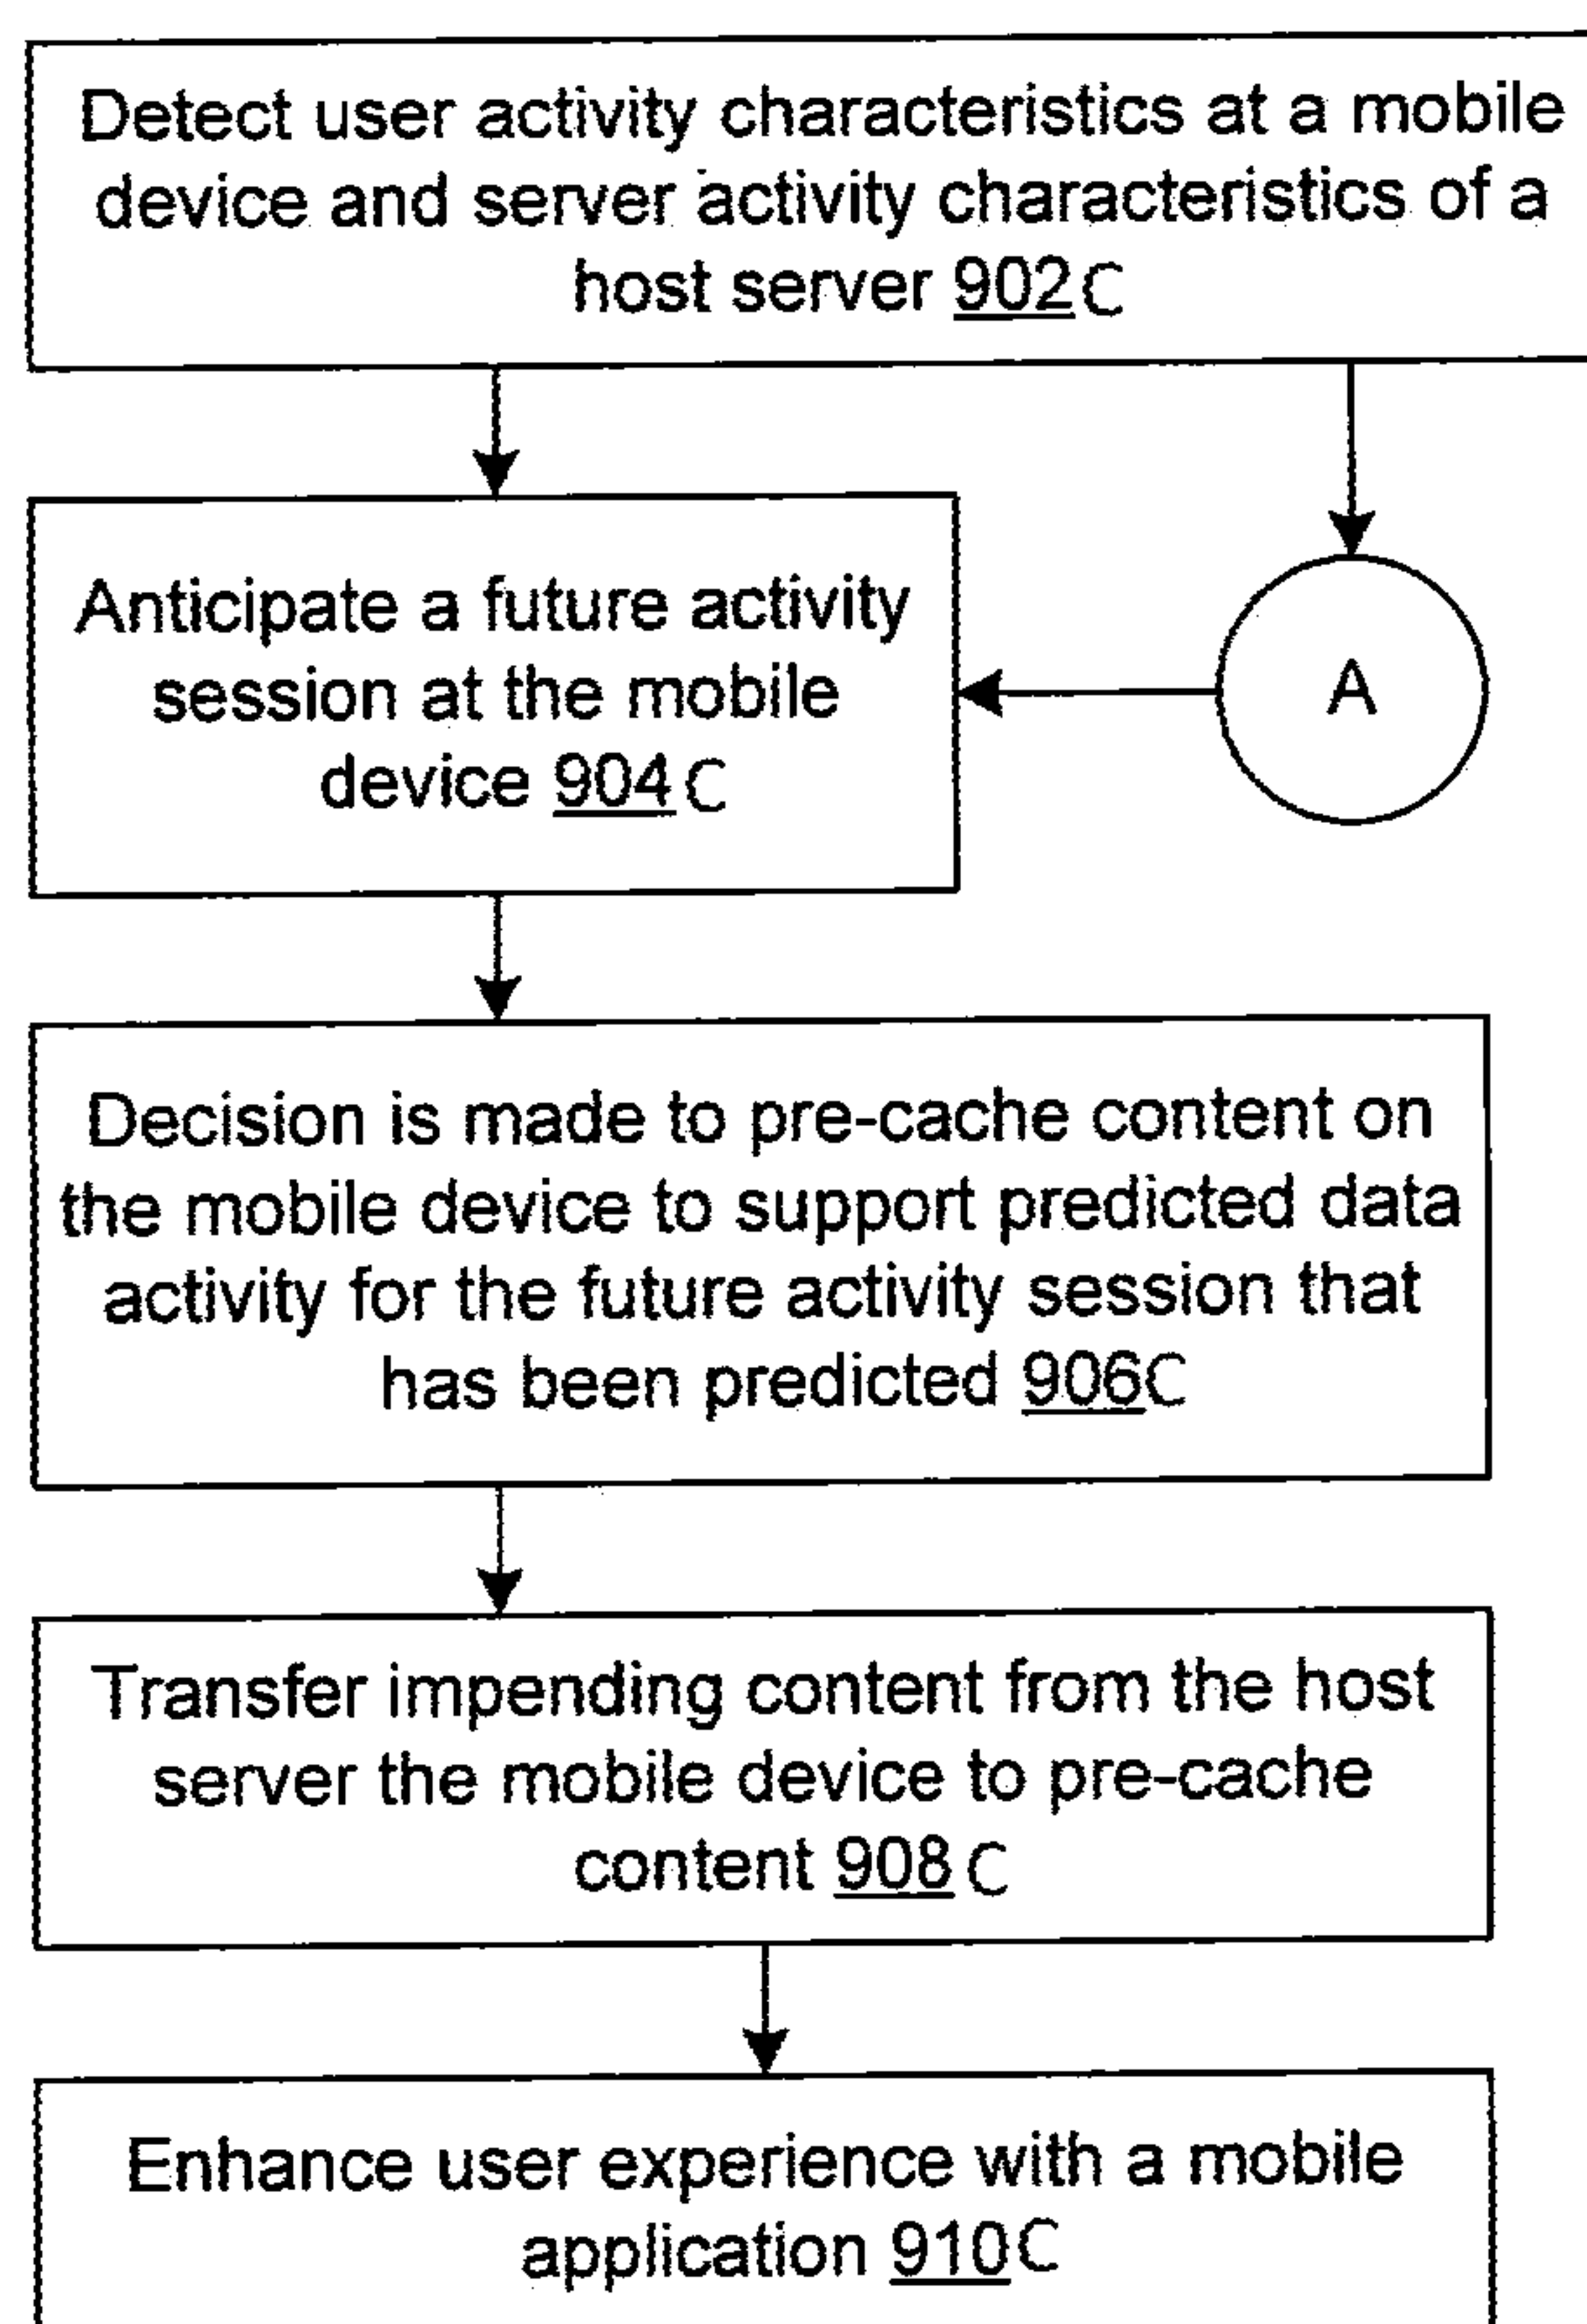 Detect user activity characteristics at a mobile
device and server activity characteristics of a
host server 902C
Anticipate a future activity
session at the mobile
device 904C
A
Decision is made to pre-cache content on
the mobile device to support predicted data
activity for the future activity session that
has been predicted 906C
Transfer impending content from the host
server the mobile device to pre-cache
content 908C
Enhance user experience with a mobile
application 910C